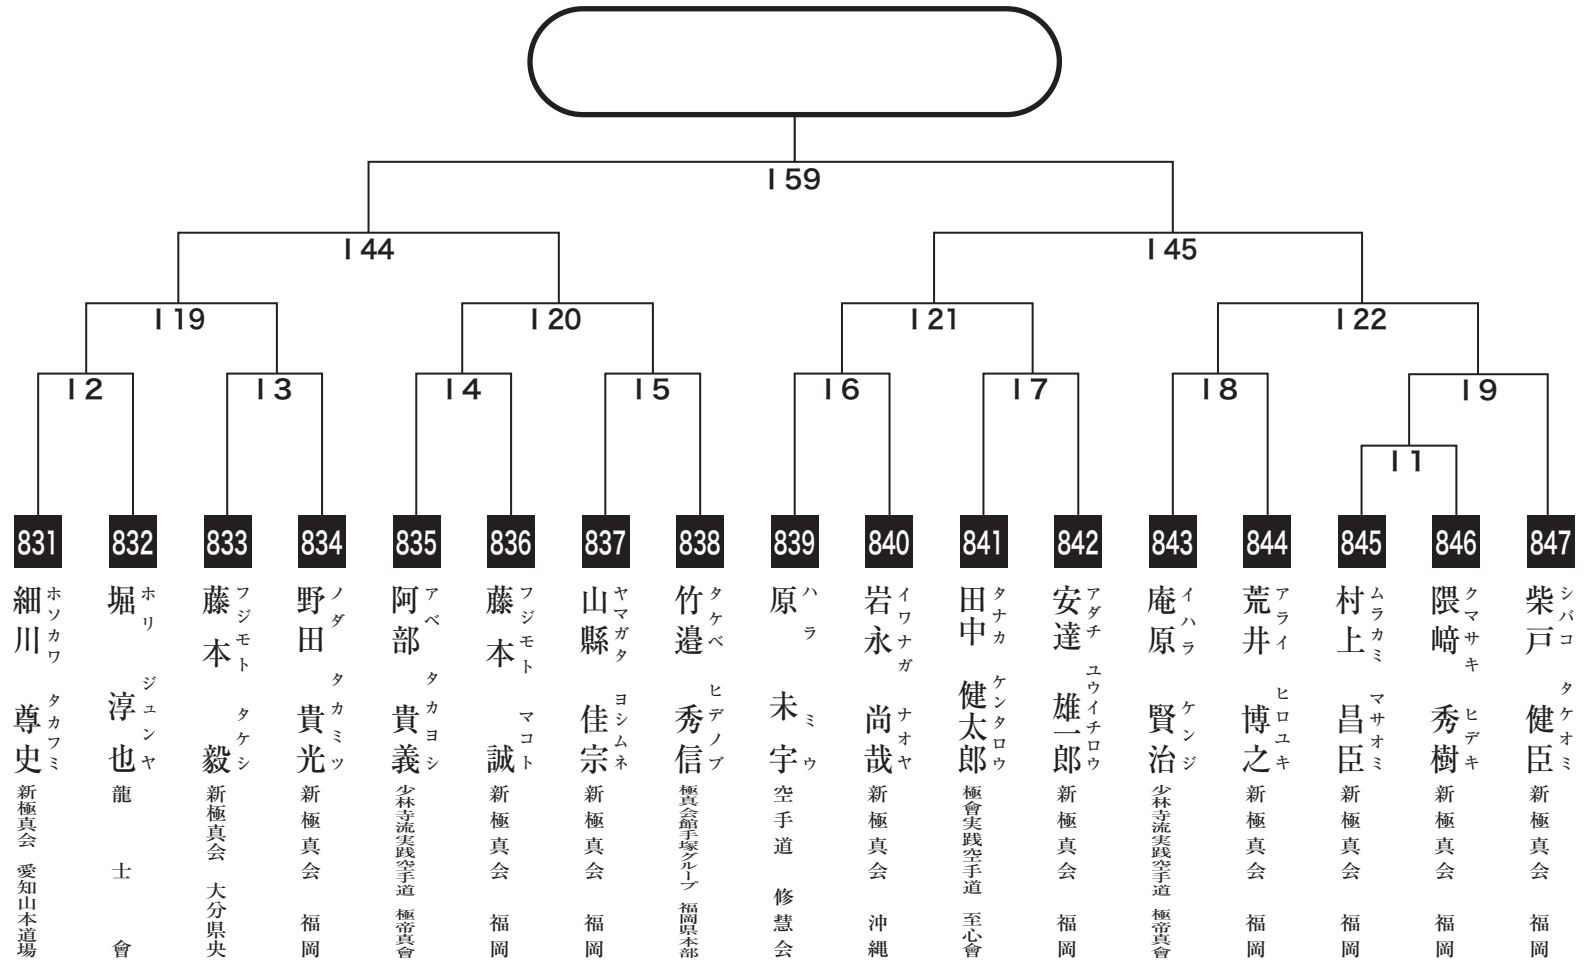 I 59
I 44
I 45
I 19
I 20
I 21
I 22
I 2
I 3
I 4
I 5
I 6
I 7
I 8
I 9
I 1
831
832
833
834
835
836
837
838
839
840
841
842
843
844
845
846
847
細川 尊史
ホソカワ タカフミ
新極真会 愛知山本道場
堀 淳也
ホリ ジュンヤ
龍士會
藤本 毅
フジモト タケシ
新極真会 大分県央
野田 貴光
ノダ タカミツ
新極真会 福岡
阿部 貴義
アベ タカヨシ
少林寺流実践空手道 極帝真會
藤本 誠
フジモト マコト
新極真会 福岡
山縣 佳宗
ヤマガタ ヨシムネ
新極真会 福岡
竹邉 秀信
タケベ ヒデノブ
極真会館手塚グループ 福岡県本部
原 未宇
ハラ ミウ
空手道 修慧会
岩永 尚哉
イワナガ ナオヤ
新極真会 沖縄
田中 健太郎
タナカ ケンタロウ
極會実践空手道 至心會
安達 雄一郎
アダチ ユウイチロウ
新極真会 福岡
庵原 賢治
イハラ ケンジ
少林寺流実践空手道 極帝真會
荒井 博之
アライ ヒロユキ
新極真会 福岡
村上 昌臣
ムラカミ マサオミ
新極真会 福岡
隈﨑 秀樹
クマサキ ヒデキ
新極真会 福岡
柴戸 健臣
シバコ タケオミ
新極真会 福岡